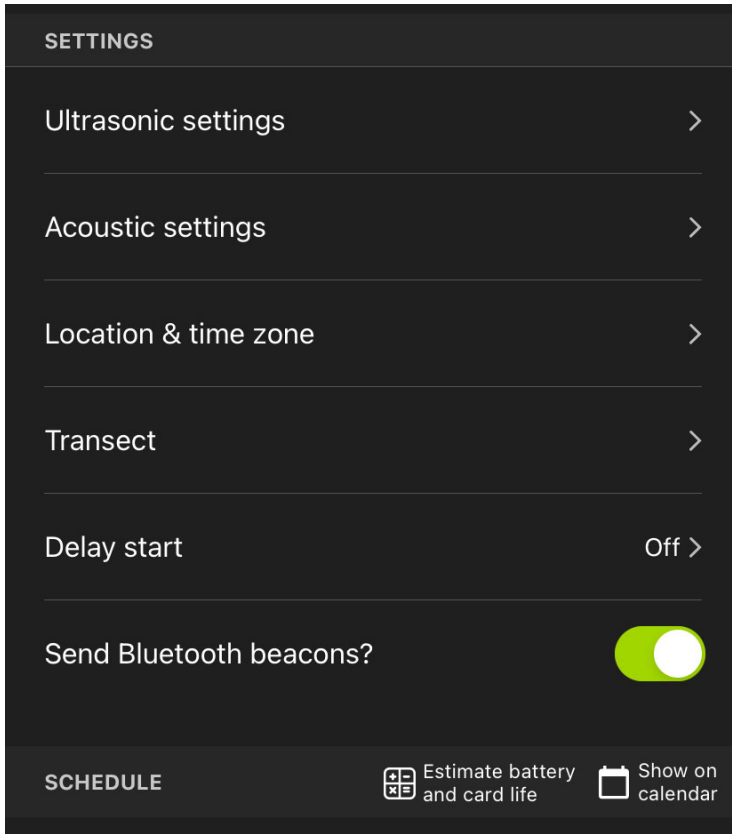 SETTINGS
Ultrasonic settings
Acoustic settings
Location & time zone
Transect
Delay start Off
Send Bluetooth beacons?
SCHEDULE
Estimate battery
and card life
Show on
calendar